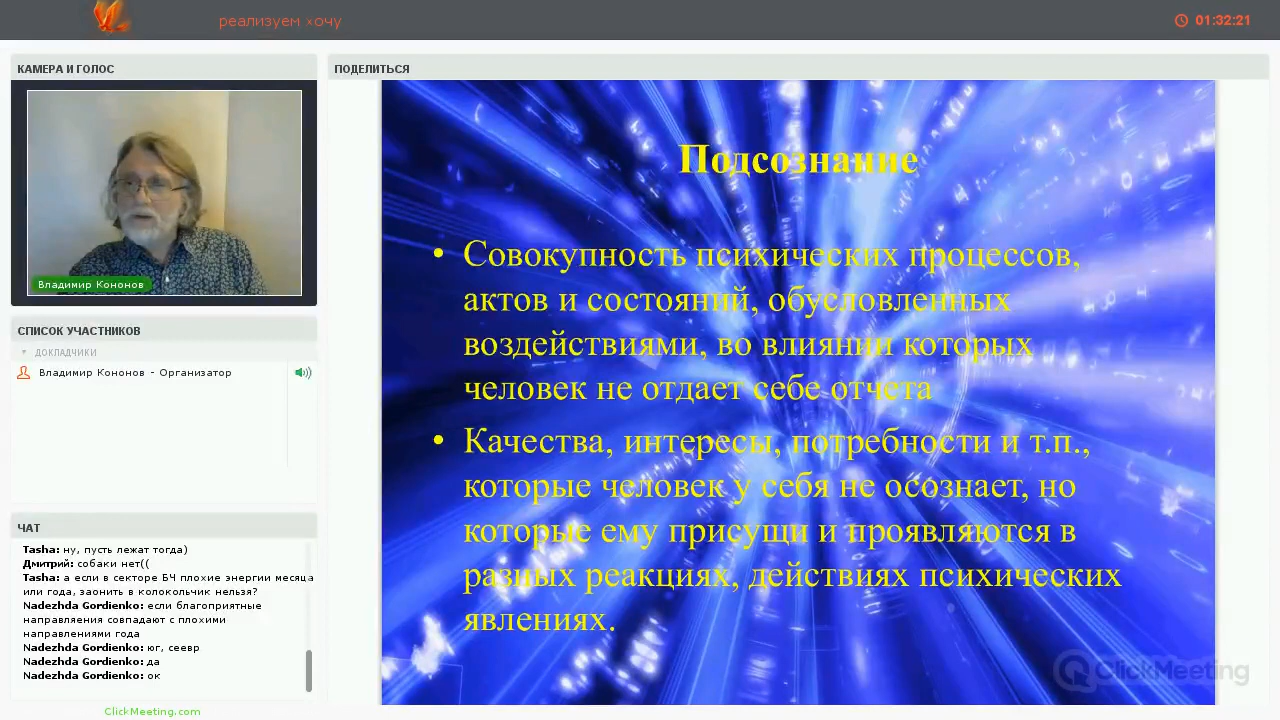 реализуем хочу
01:32:21
КАМЕРА И ГОЛОС
Владимир Кононов
СПИСОК УЧАСТНИКОВ
ДОКЛАДЧИКИ
Владимир Кононов - Организатор
ЧАТ
Tasha: ну, пусть лежат тогда)
Дмитрий: собаки нет((
Tasha: а если в секторе БЧ плохие энергии месяца
или года, заонить в колокольчик нельзя?
Nadezhda Gordienko: если благоприятные
направляения совпадают с плохими
направлениями года
Nadezhda Gordienko: юг, сеевр
Nadezhda Gordienko: да
Nadezhda Gordienko: ок
ClickMeeting.com
ПОДЕЛИТЬСЯ
Подсознание
• Совокупность психических процессов,
актов и состояний, обусловленных
воздействиями, во влиянии которых
человек не отдает себе отчета
• Качества, интересы, потребности и т.п.,
которые человек у себя не осознает, но
которые ему присущи и проявляются в
разных реакциях, действиях психических
явлениях.
ClickMeeting